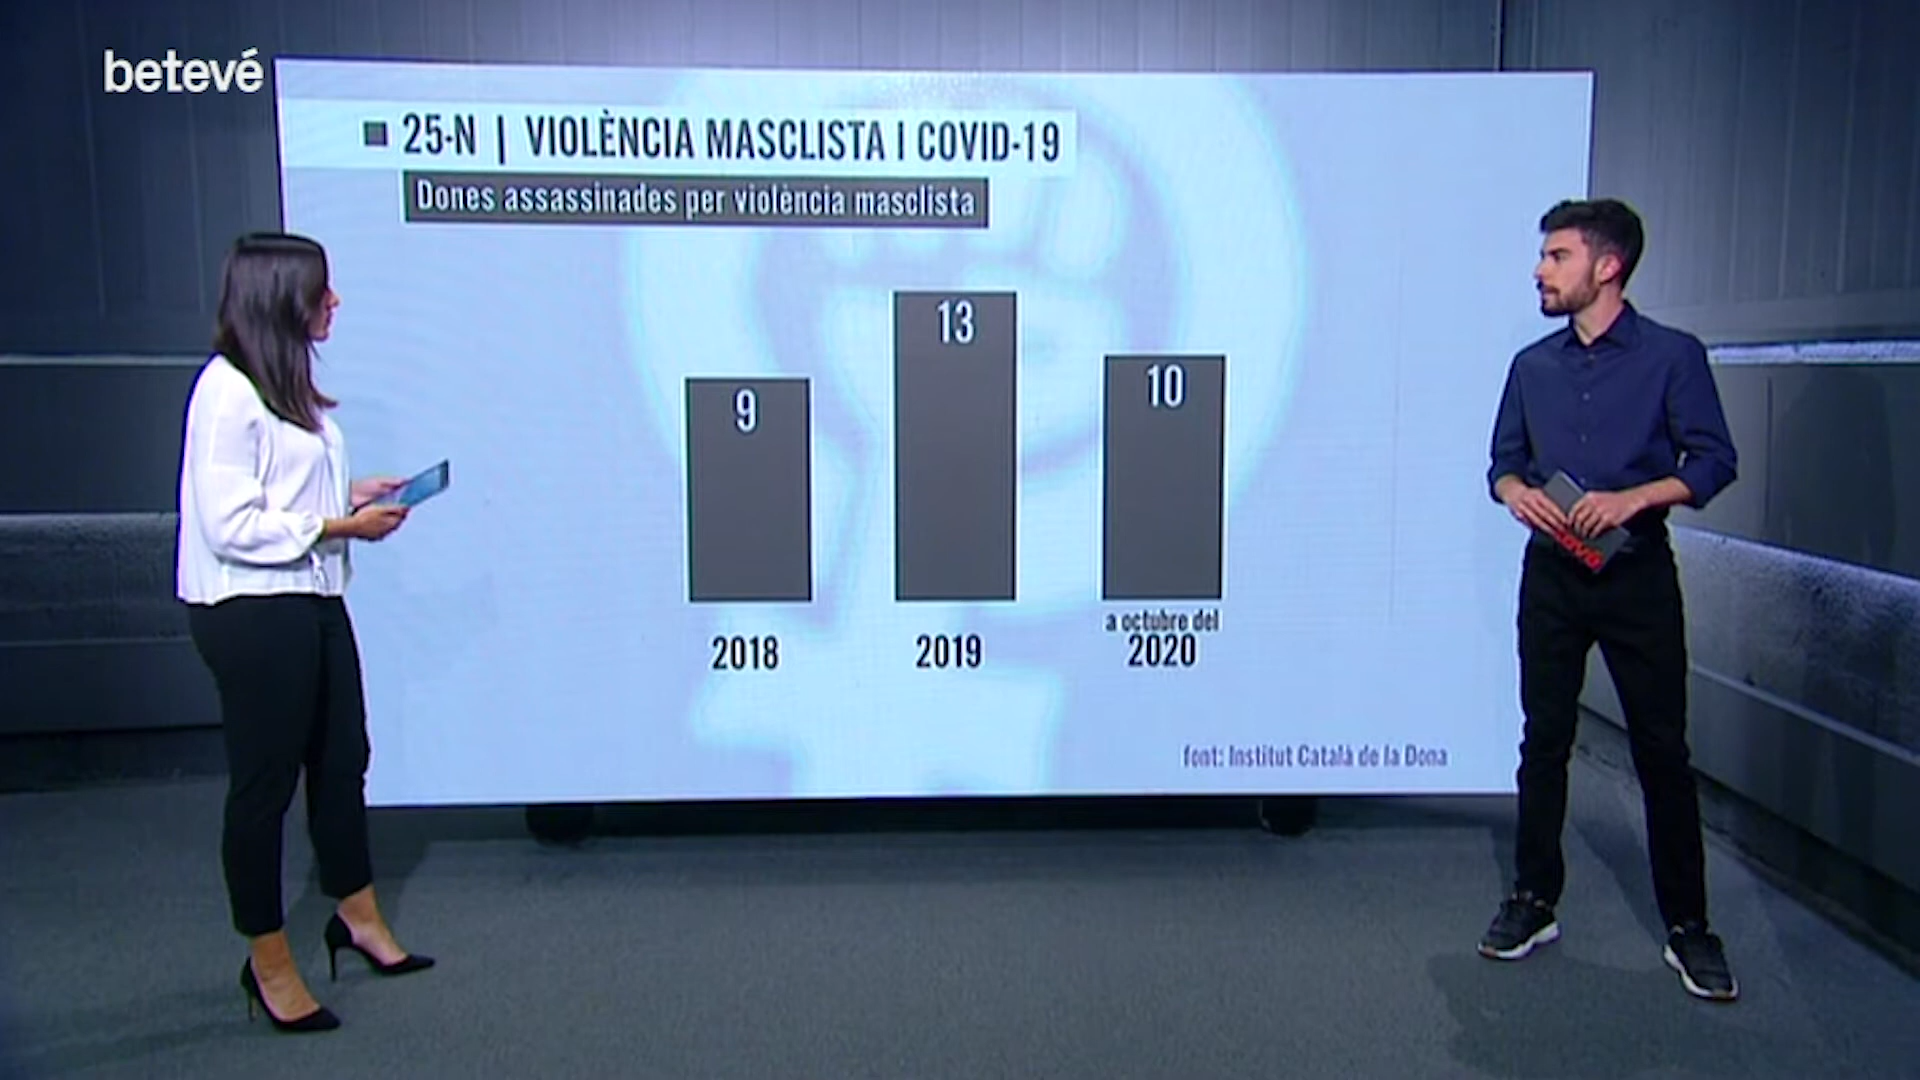 betevé
25-N | VIOLÈNCIA MASCLISTA I COVID-19
Dones assassinades per violència masclista
9
13
10
a octubre del
2018
2019
2020
font: Institut Català de la Dona